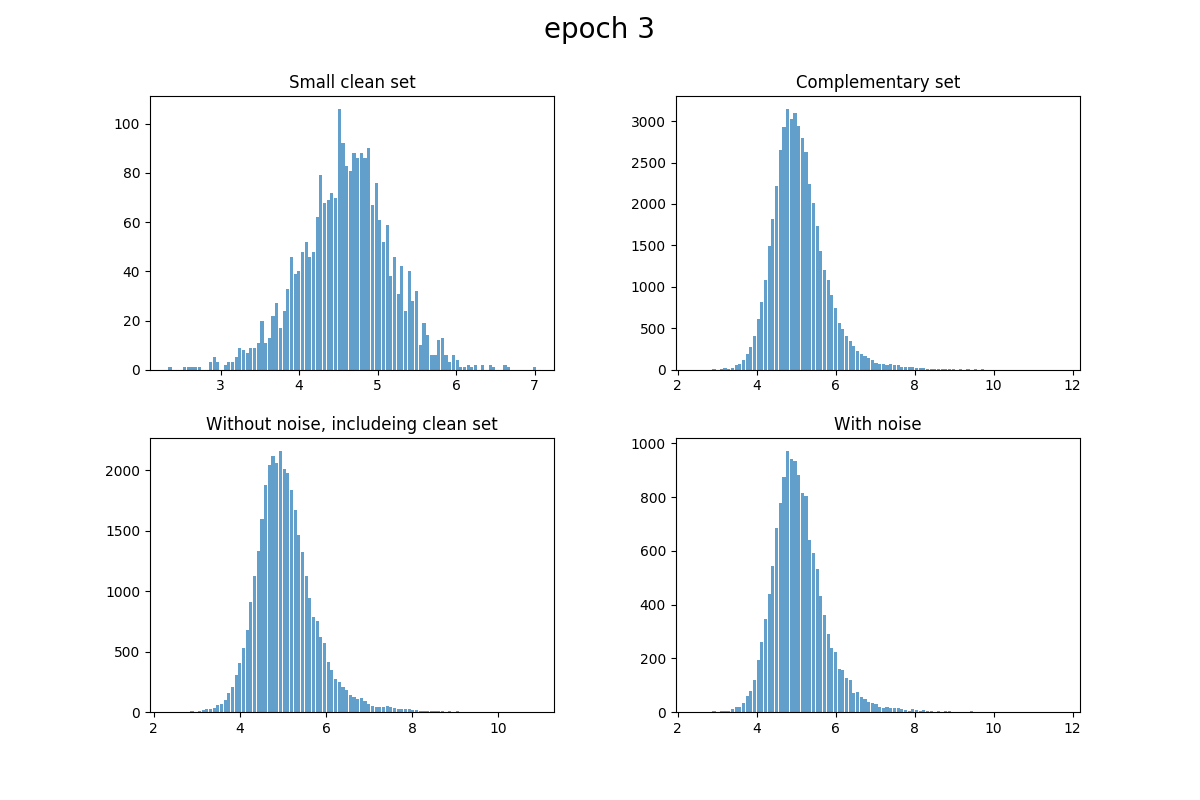 epoch 3
Small clean set
100
80
60
40
20
0
3 4 5 6 7
Complementary set
3000
2500
2000
1500
1000
500
0
2 4 6 8 10 12
Without noise, includeing clean set
2000
1500
1000
500
0
2 4 6 8 10
With noise
1000
800
600
400
200
0
2 4 6 8 10 12